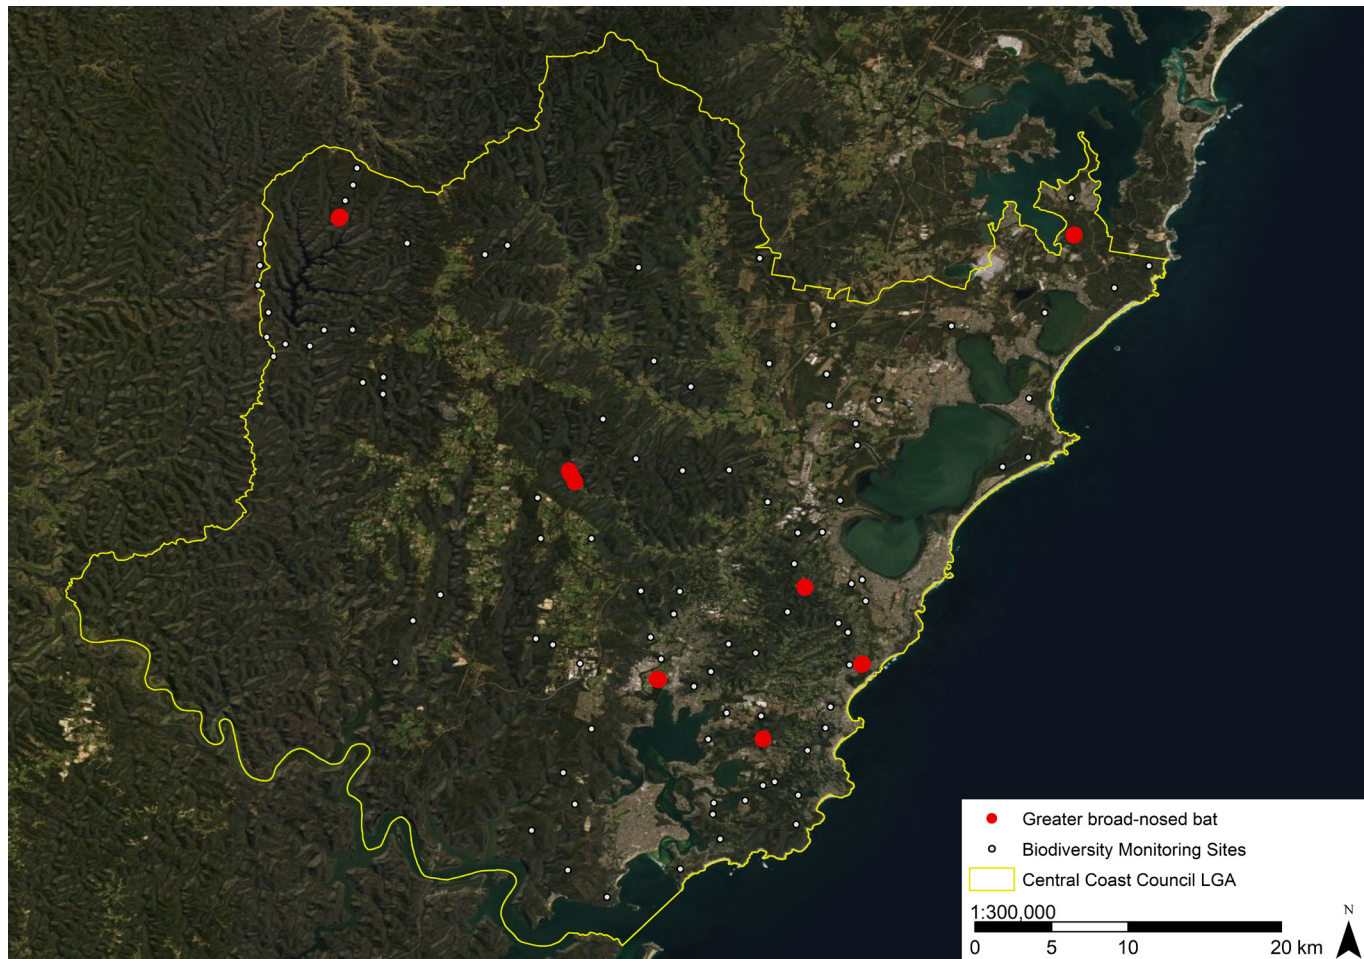 Greater broad-nosed bat
Biodiversity Monitoring Sites
Central Coast Council LGA
1:300,000
N
0 5 10 20 km